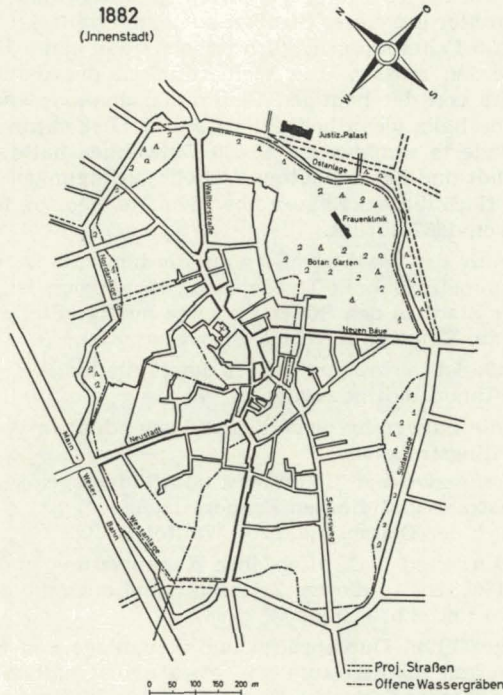 1882
(Jnnenstadt)
N
O
W
S
Justiz-Palast
Ostanlage
Walltorstraße
Frauenklinik
Botan Garten
Nordanlage
Neuen Bäue
Neustadt
Main
Weser
Bahn
Westanlage
Seltersweg
Südanlage
0 50 100 150 200 m
Proj. Straßen
Offene Wassergräben